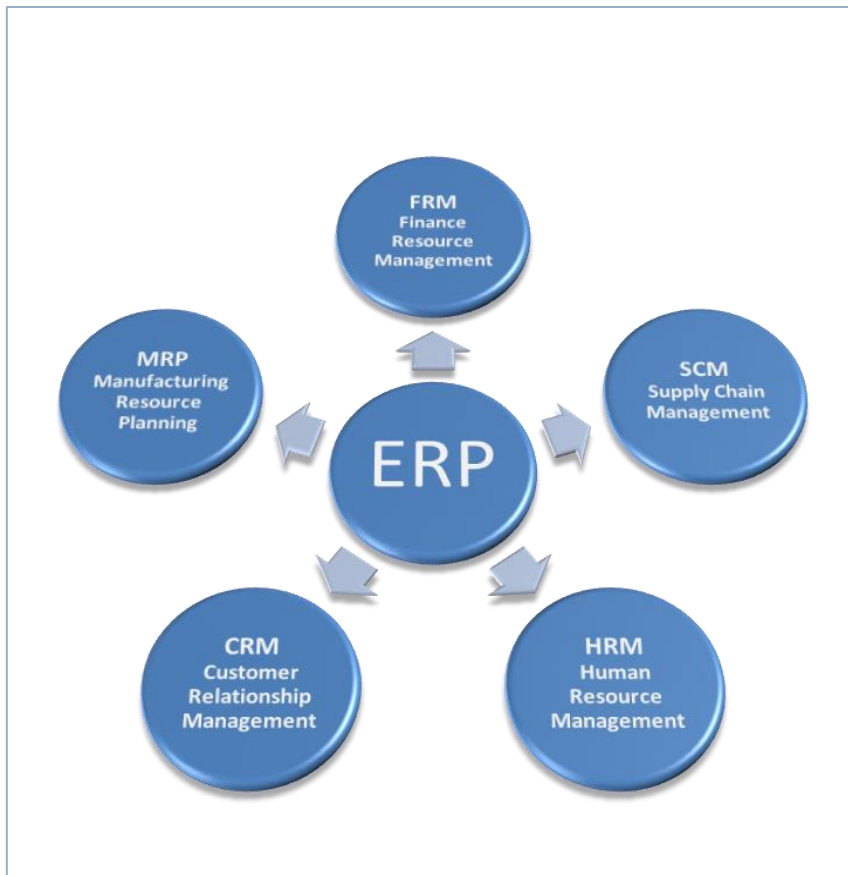 FRM
Finance
Resource
Management
MRP
Manufacturing
Resource
Planning
SCM
Supply Chain
Management
ERP
CRM
Customer
Relationship
Management
HRM
Human
Resource
Management